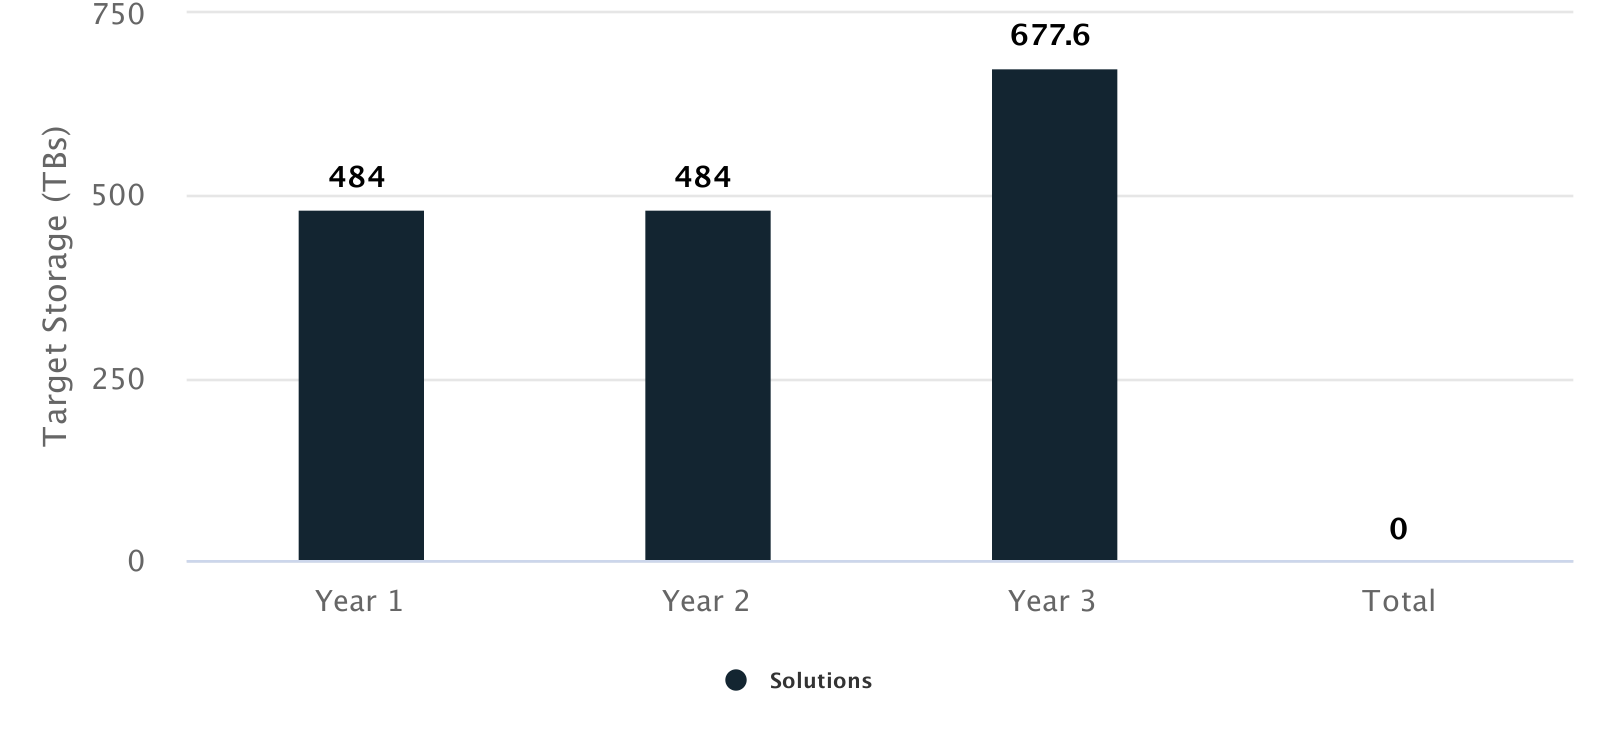 750
677.6
484
484
500
250
0
0
Target Storage (TBs)
Year 1
Year 2
Year 3
Total
Solutions